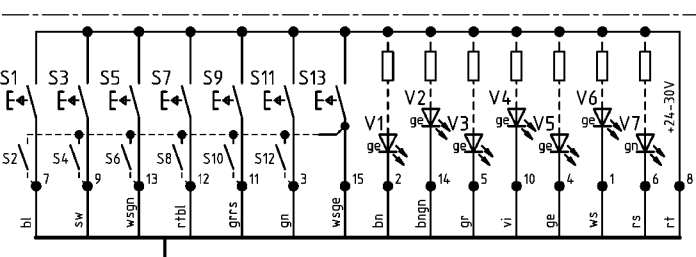 S1 S3 S5 S7 S9 S11 S13
V2 V4 V6
ge ge ge
V1 V3 V5 V7
ge ge ge gn
+24-30V
S2 S4 S6 S8 S10 S12
7 9 13 12 11 3 15 2 14 5 10 4 1 6 8
bl sw wsgn rtbl grrs gn wsge bn bngn gr vi ge ws rs rt